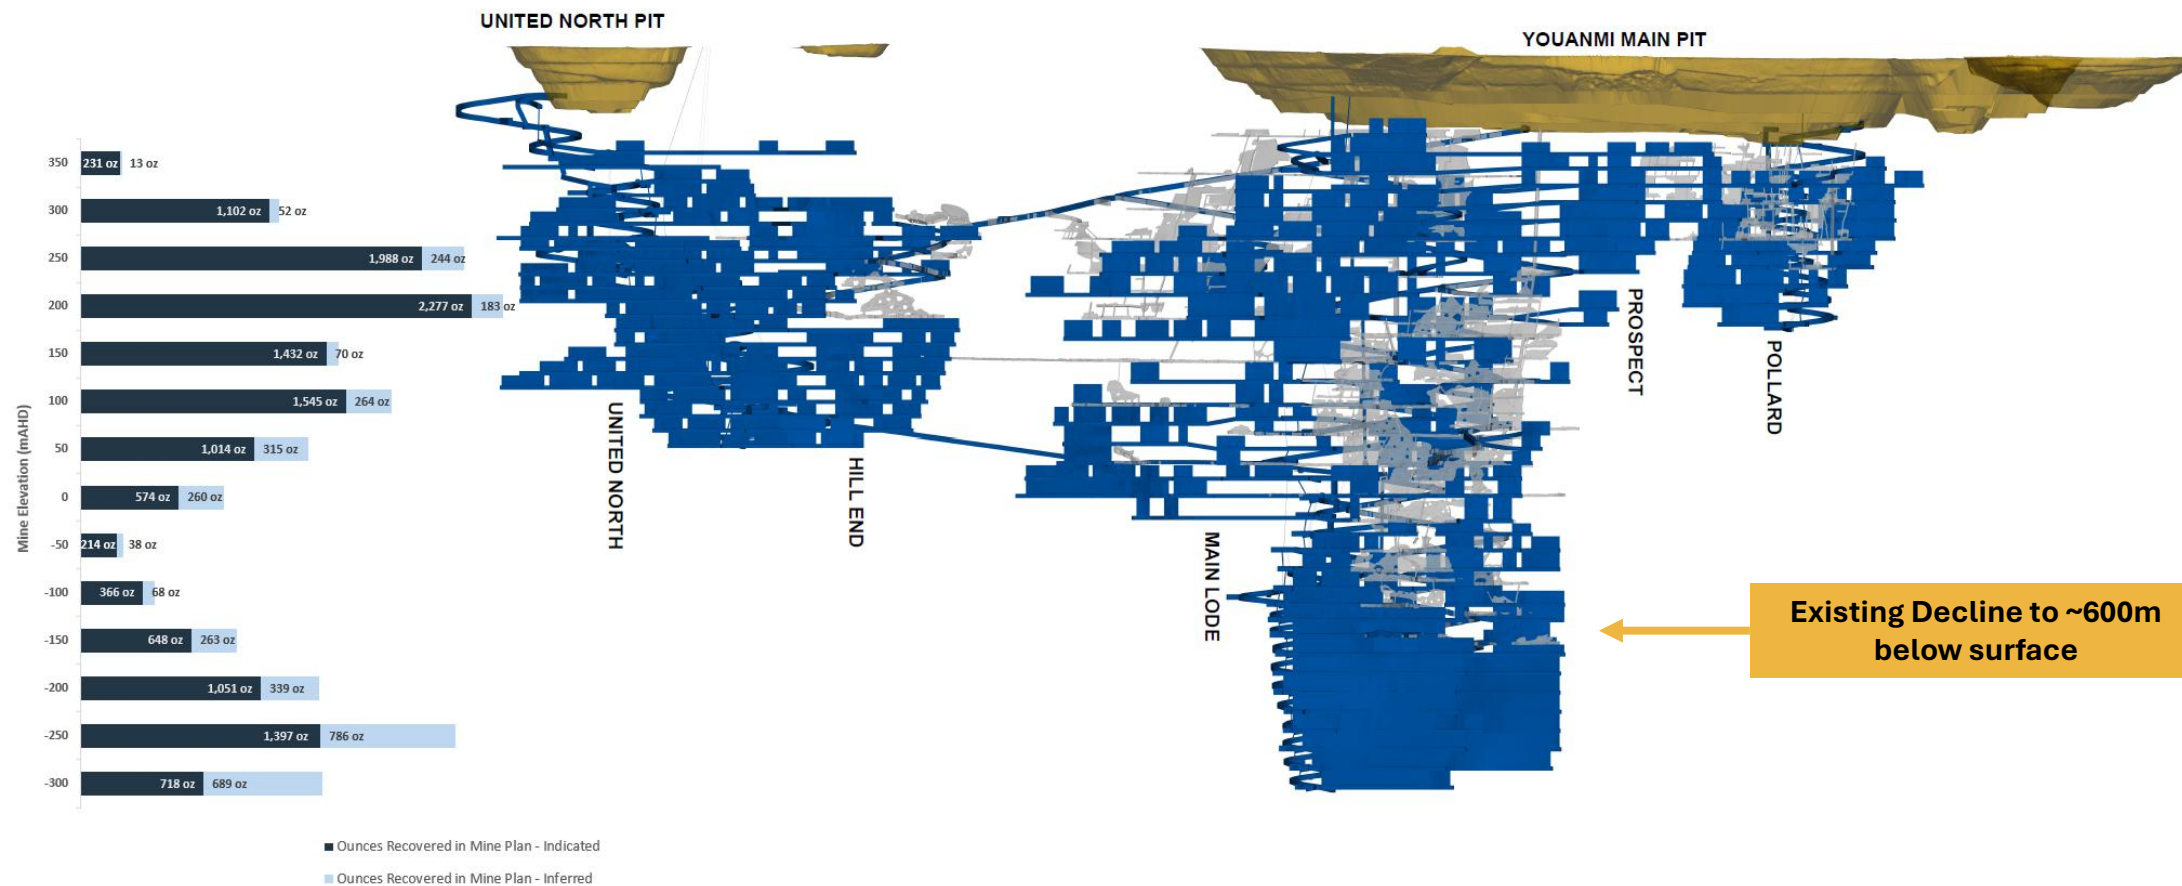 UNITED NORTH PIT
YOUANMI MAIN PIT
350
231 oz
13 oz
300
1,102 oz
52 oz
250
1,988 oz
244 oz
200
2,277 oz
183 oz
150
1,432 oz
70 oz
100
1,545 oz
264 oz
50
1,014 oz
315 oz
0
574 oz
260 oz
-50
214 oz
38 oz
-100
366 oz
68 oz
-150
648 oz
263 oz
-200
1,051 oz
339 oz
-250
1,397 oz
786 oz
-300
718 oz
689 oz
Mine Elevation (mAHD)
UNITED NORTH
HILL END
MAIN LODE
PROSPECT
POLLARD
Existing Decline to ~600m
below surface
Ounces Recovered in Mine Plan - Indicated
Ounces Recovered in Mine Plan - Inferred